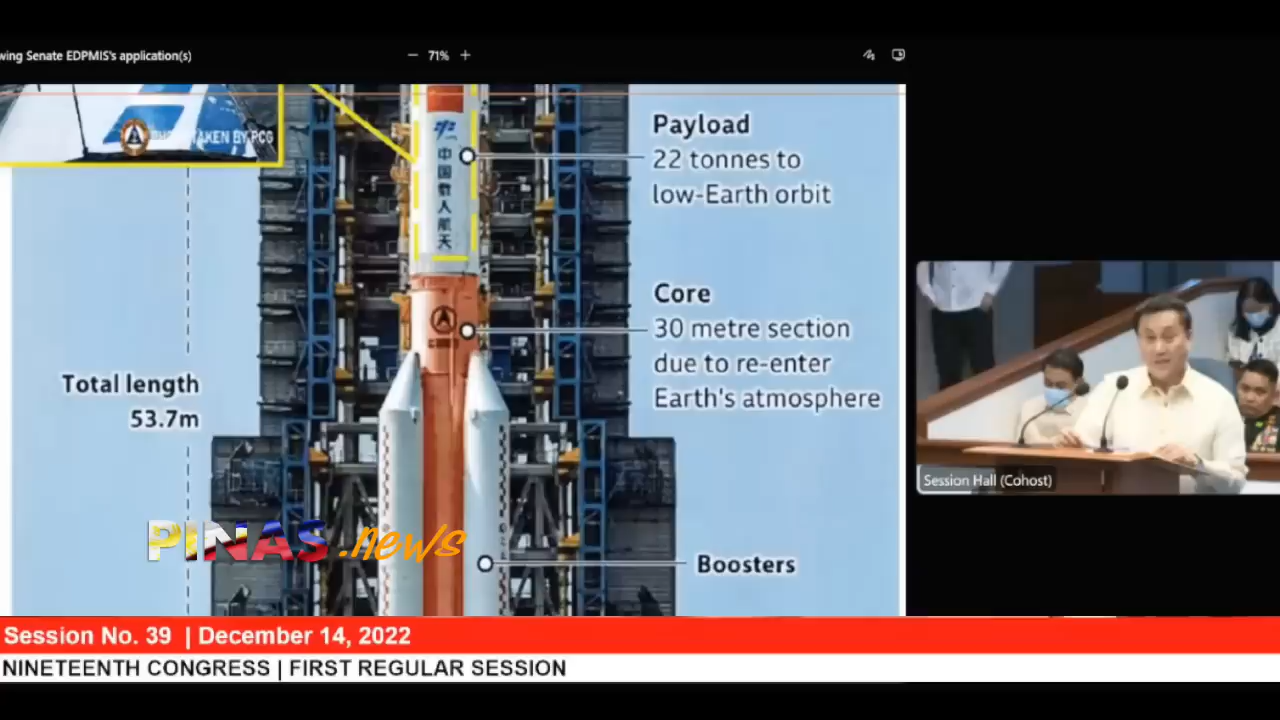 wing Senate EDPMIS's application(s)
71%
TAKEN BY PCG
Payload
22 tonnes to
low-Earth orbit
中
国
载
人
航
天
Core
30 metre section
due to re-enter
Earth's atmosphere
Total length
53.7m
Session Hall (Cohost)
PINAS.news
Boosters
Session No. 39 | December 14, 2022
NINETEENTH CONGRESS | FIRST REGULAR SESSION